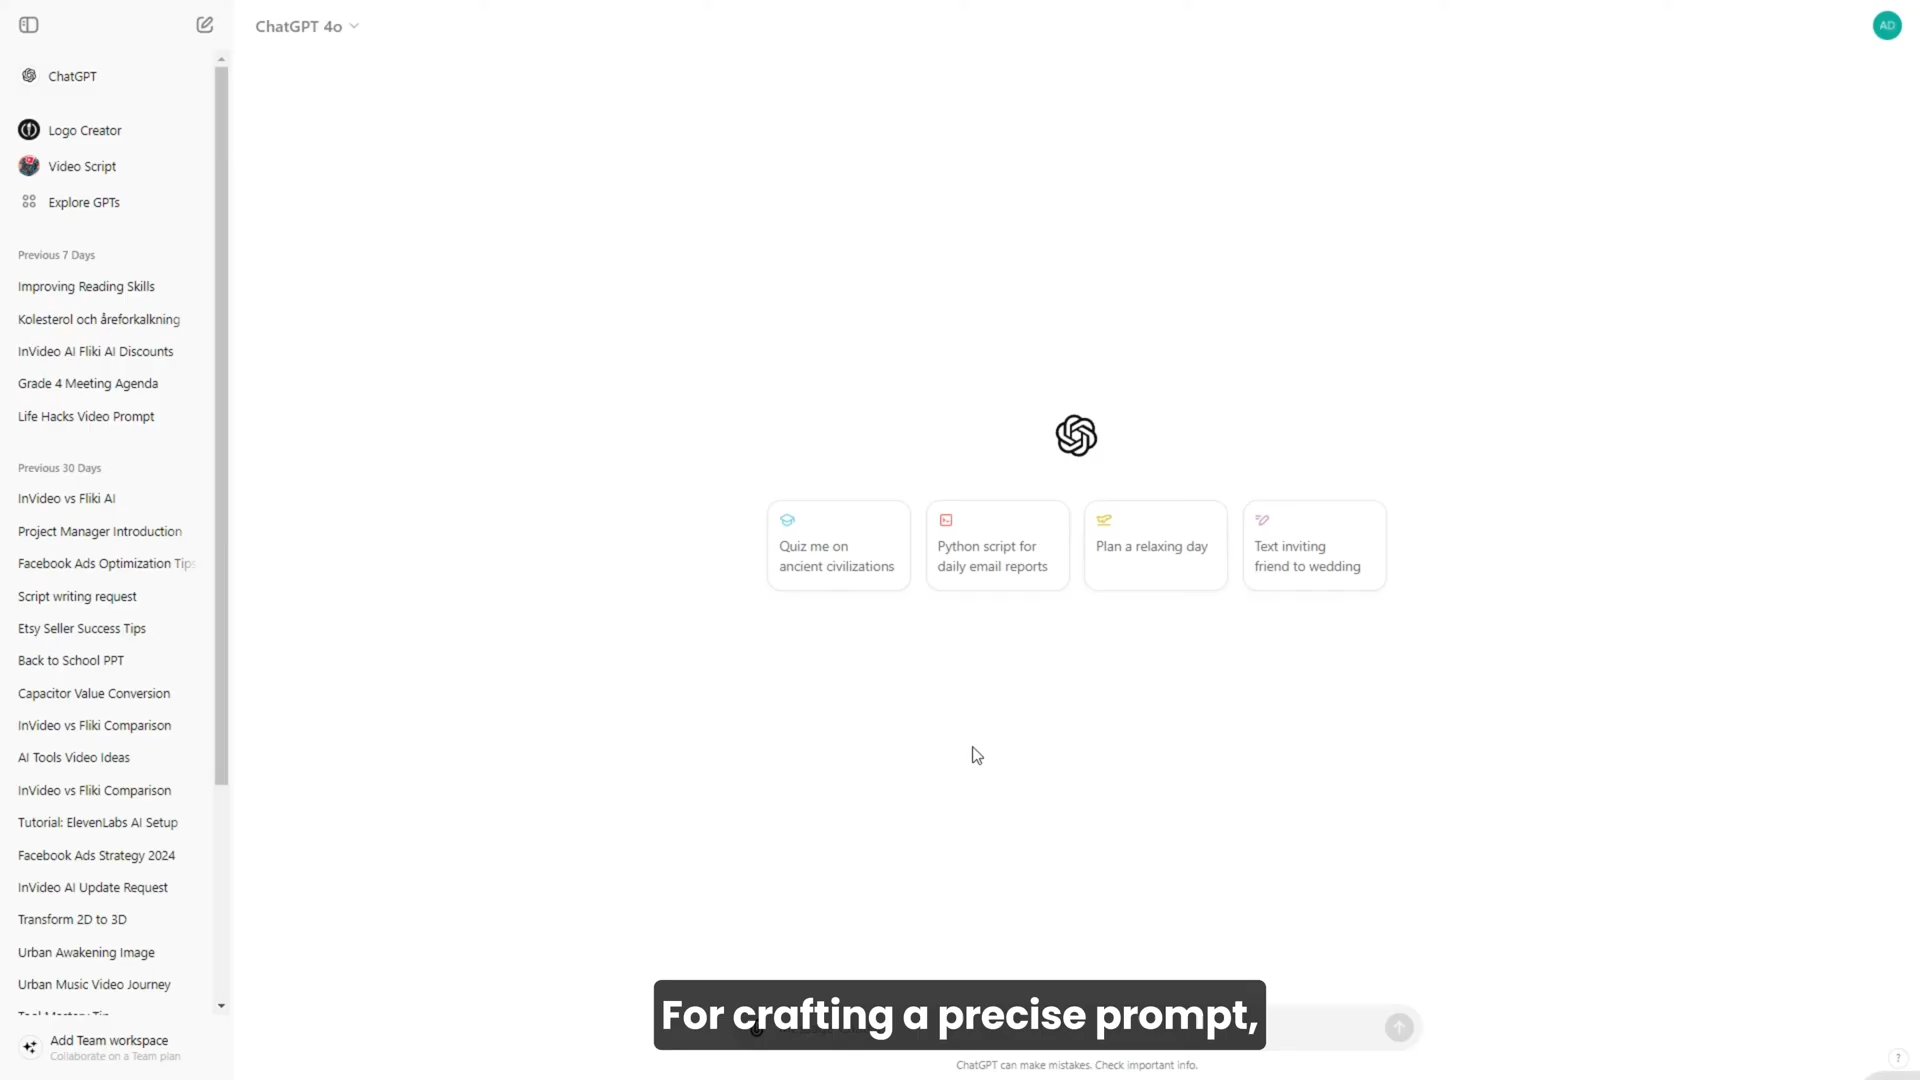 ChatGPT 4o
AD
ChatGPT
Logo Creator
Video Script
Explore GPTs
Previous 7 Days
Improving Reading Skills
Kolesterol och åreforkalkning
InVideo AI Fliki AI Discounts
Grade 4 Meeting Agenda
Life Hacks Video Prompt
Previous 30 Days
InVideo vs Fliki AI
Project Manager Introduction
Facebook Ads Optimization Tips
Script writing request
Etsy Seller Success Tips
Back to School PPT
Capacitor Value Conversion
InVideo vs Fliki Comparison
AI Tools Video Ideas
InVideo vs Fliki Comparison
Tutorial: ElevenLabs AI Setup
Facebook Ads Strategy 2024
InVideo AI Update Request
Transform 2D to 3D
Urban Awakening Image
Urban Music Video Journey
Add Team workspace
Collaborate on a Team plan
Quiz me on
ancient civilizations
Python script for
daily email reports
Plan a relaxing day
Text inviting
friend to wedding
For crafting a precise prompt,
ChatGPT can make mistakes. Check important info.
?